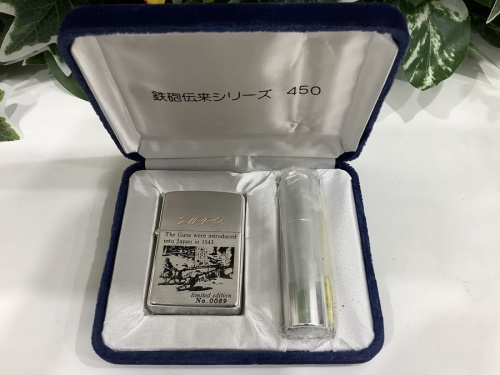 鉄砲伝来シリーズ 450
The Guns were introduced
into Japan in 1543.
limited edition
No.0089